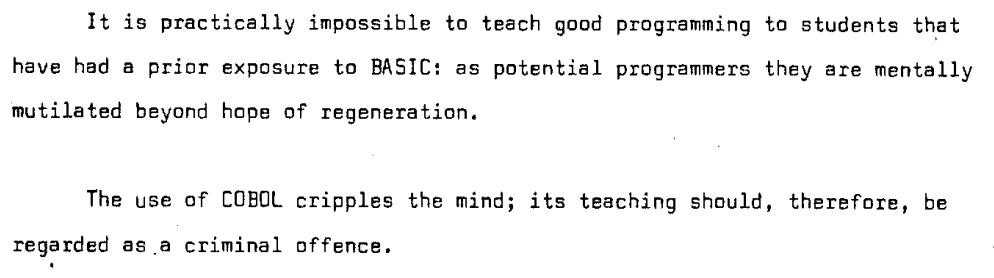 It is practically impossible to teach good programming to students that
have had a prior exposure to BASIC: as potential programmers they are mentally
mutilated beyond hope of regeneration.
The use of COBOL cripples the mind; its teaching should, therefore, be
regarded as a criminal offence.